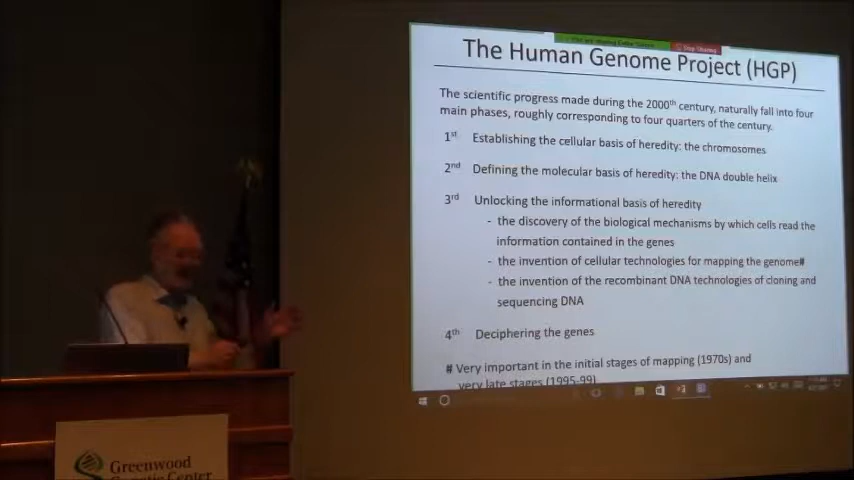 Stop Sharing
The Human Genome Project (HGP)
The scientific progress made during the 2000th century, naturally fall into four
main phases, roughly corresponding to four quarters of the century.
1st Establishing the cellular basis of heredity: the chromosomes
2nd Defining the molecular basis of heredity: the DNA double helix
3rd Unlocking the informational basis of heredity
- the discovery of the biological mechanisms by which cells read the
information contained in the genes
- the invention of cellular technologies for mapping the genome#
- the invention of the recombinant DNA technologies of cloning and
sequencing DNA
4th Deciphering the genes
# Very important in the initial stages of mapping (1970s) and
very late stages (1995-99)
Greenwood
Genetic Center